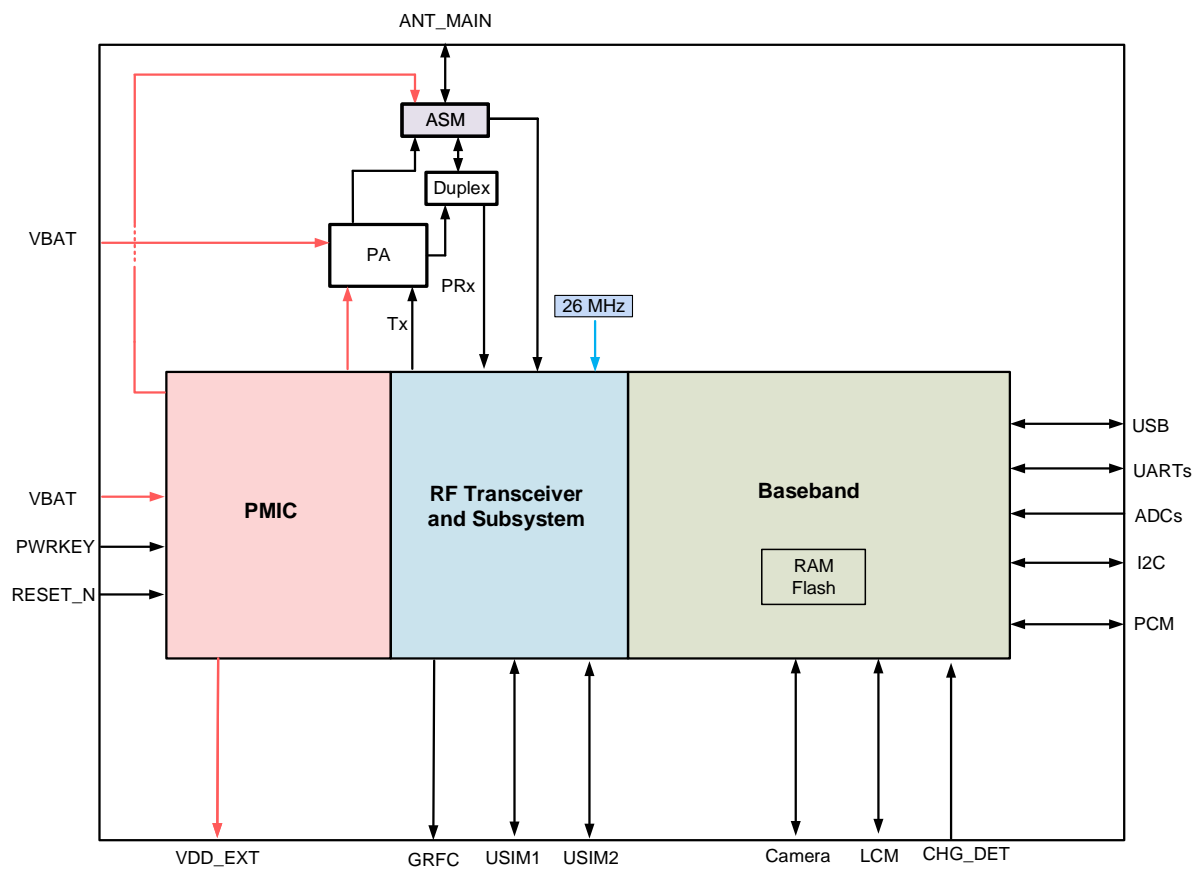 ANT_MAIN
ASM
Duplex
VBAT
PA
PRx
26 MHz
Tx
USB
UARTs
VBAT
PMIC
RF Transceiver
and Subsystem
Baseband
ADCs
PWRKEY
I2C
RAM
Flash
RESET_N
PCM
VDD_EXT
GRFC
USIM1
USIM2
Camera
LCM
CHG_DET